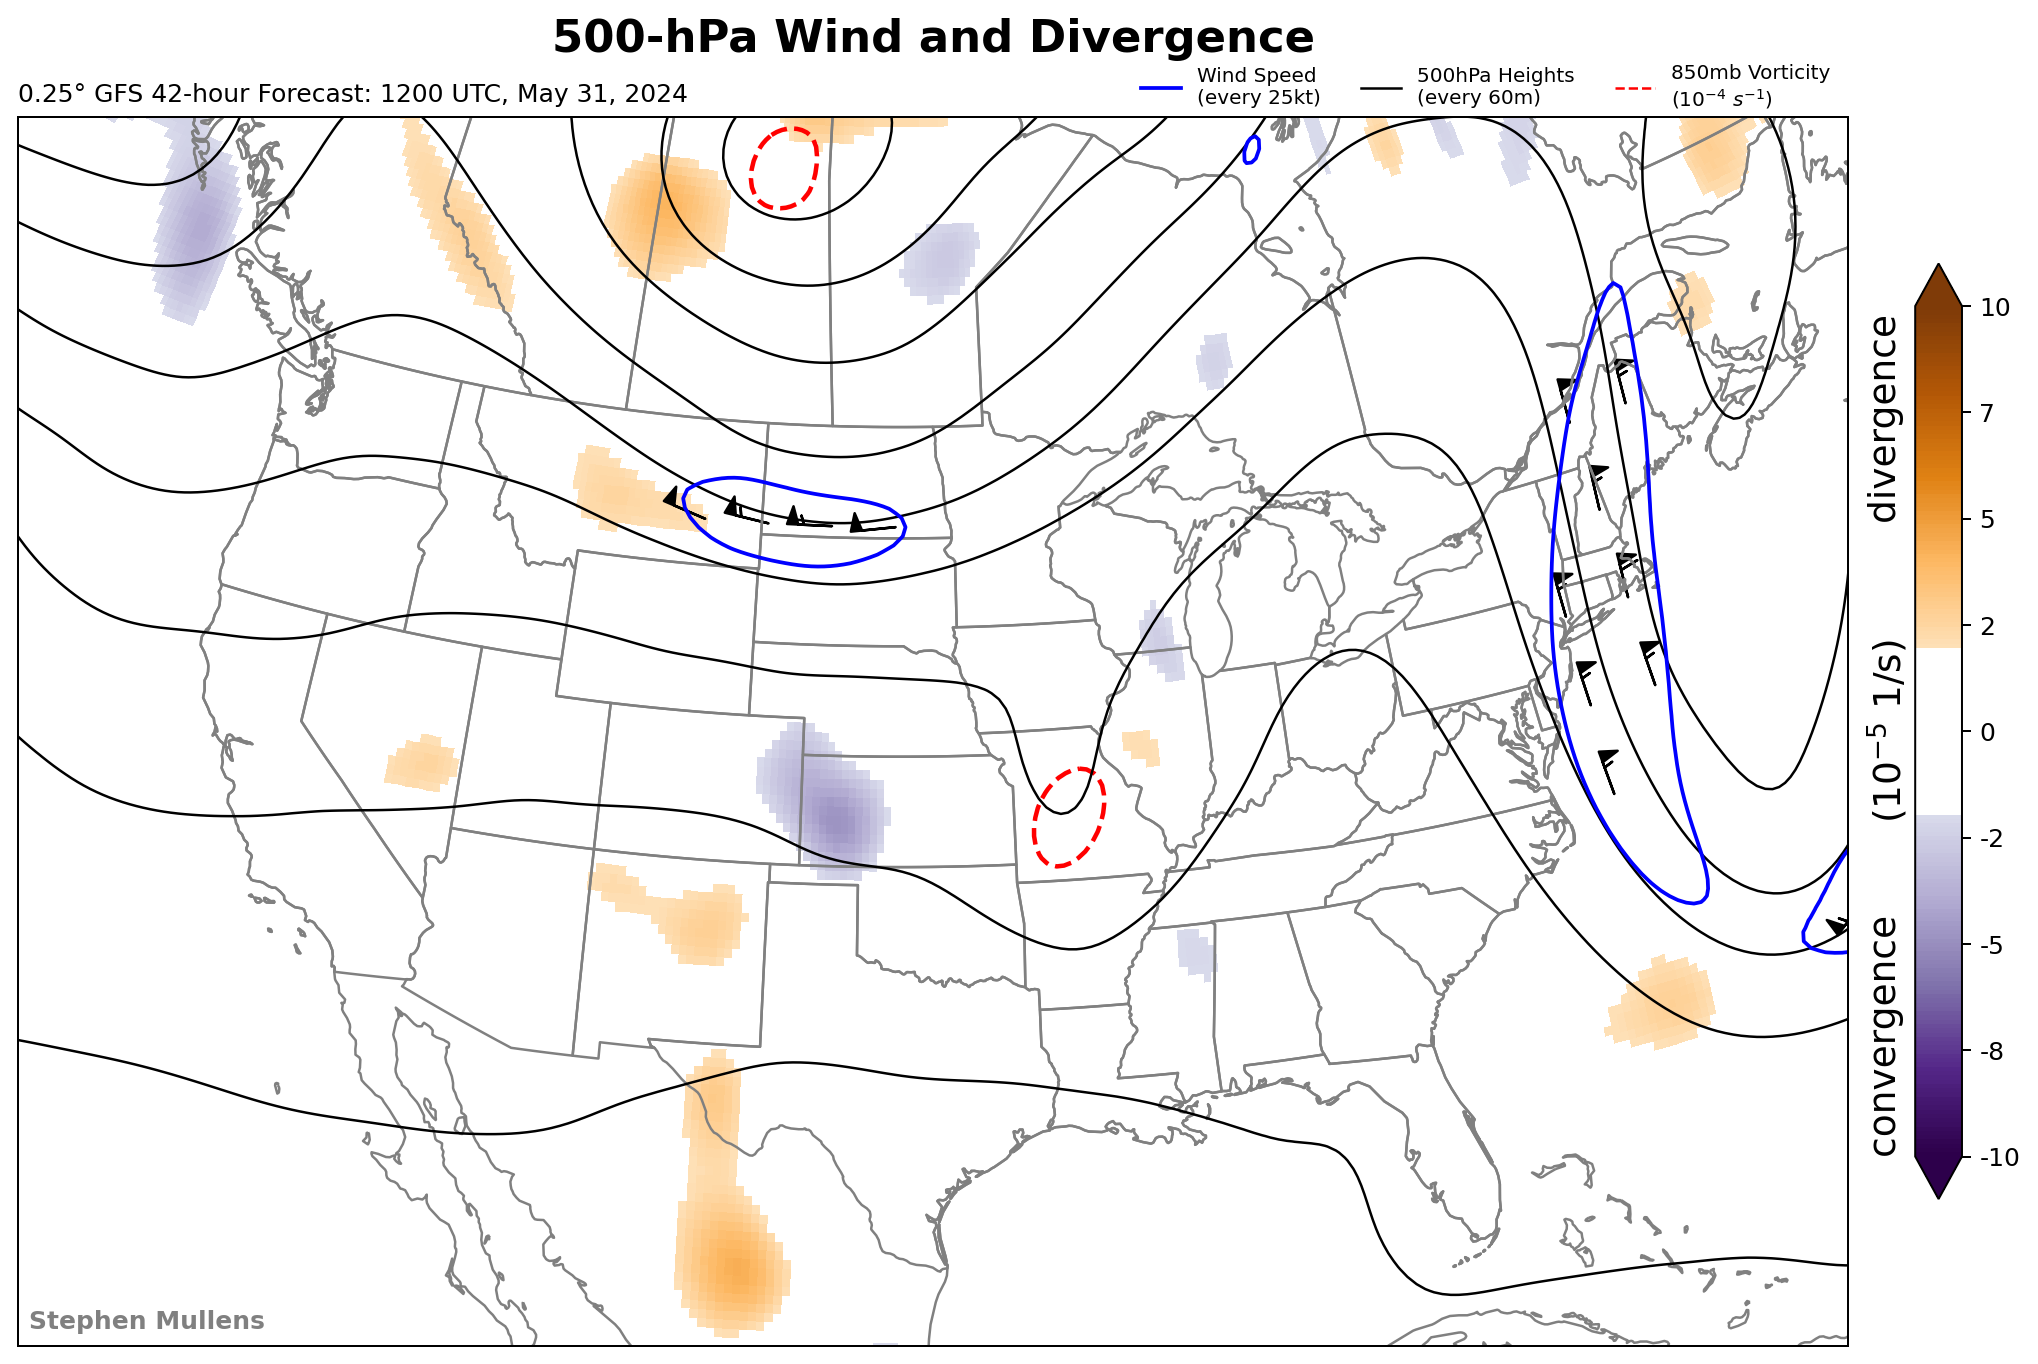 500-hPa Wind and Divergence
0.25° GFS 42-hour Forecast: 1200 UTC, May 31, 2024
Wind Speed
(every 25kt)
500hPa Heights
(every 60m)
850mb Vorticity
(10⁻⁴ s⁻¹)
10
7
5
2
0
-2
-5
-8
-10
convergence (10⁻⁵ 1/s) divergence
Stephen Mullens